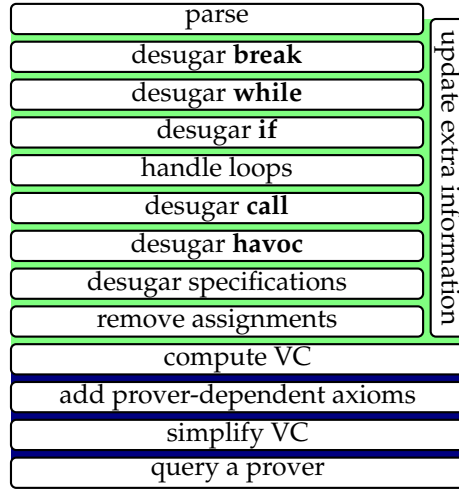 parse
desugar break
desugar while
desugar if
handle loops
desugar call
desugar havoc
desugar specifications
remove assignments
update extra information
compute VC
add prover-dependent axioms
simplify VC
query a prover